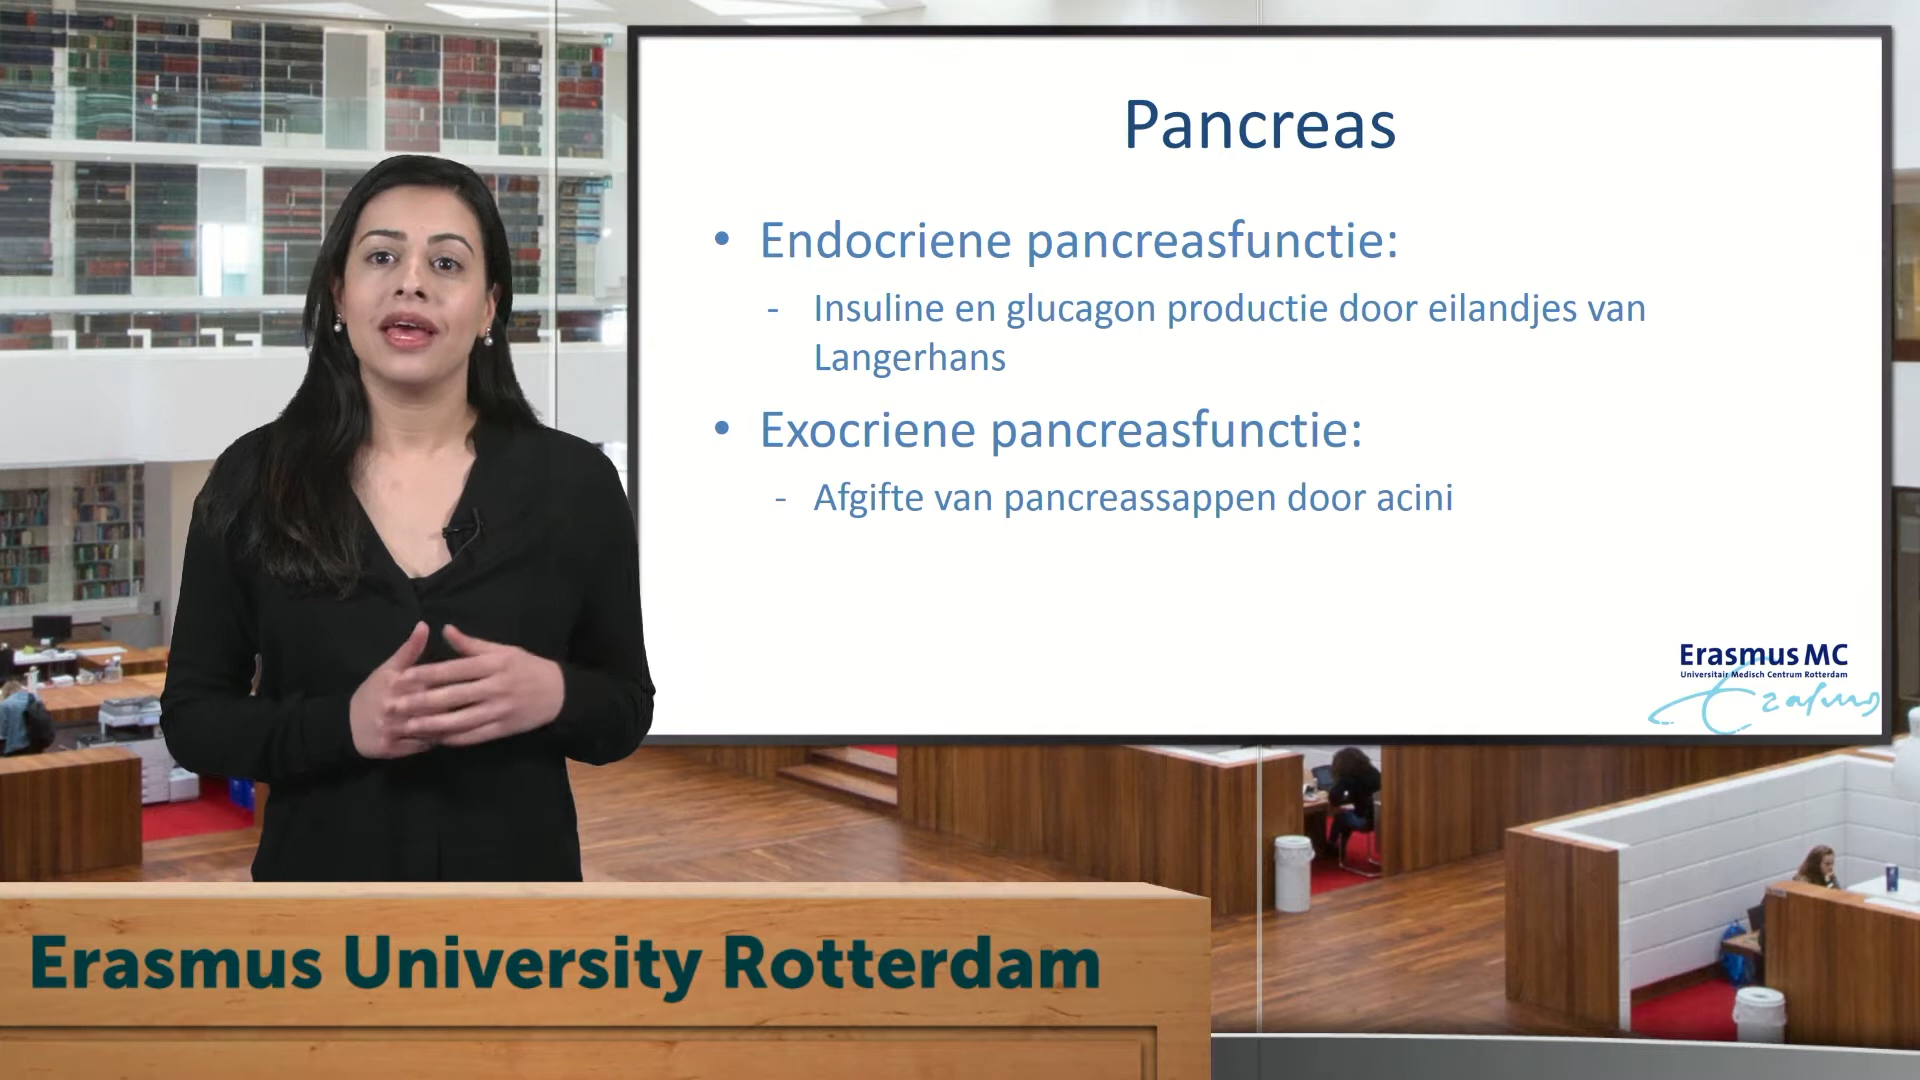 Pancreas
• Endocriene pancreasfunctie:
- Insuline en glucagon productie door eilandjes van
Langerhans
• Exocriene pancreasfunctie:
- Afgifte van pancreassappen door acini
Erasmus MC
Universitair Medisch Centrum Rotterdam
Erasmus
Erasmus University Rotterdam